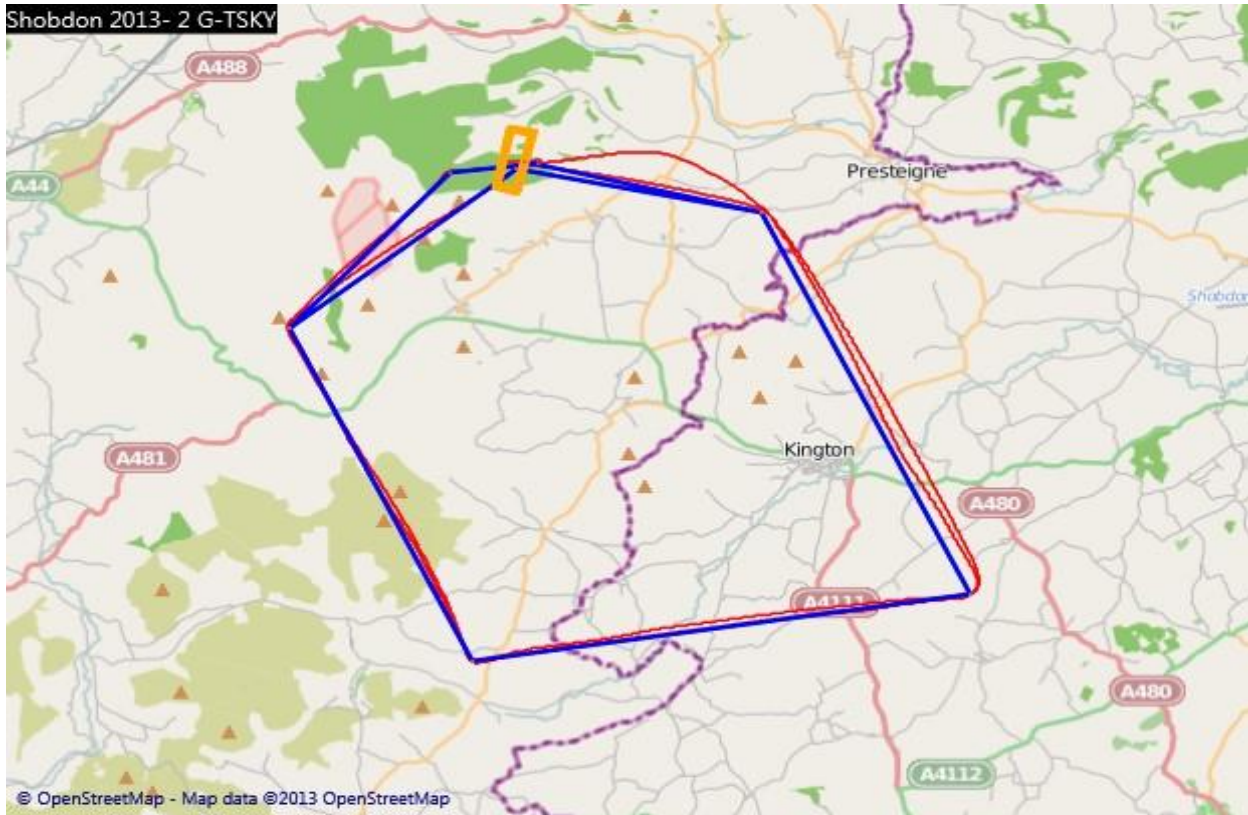 Shobdon 2013- 2 G-TSKY
A488
A44
Presteigne
Shobdon
A481
Kington
A480
A4111
A480
A4112
© OpenStreetMap - Map data ©2013 OpenStreetMap